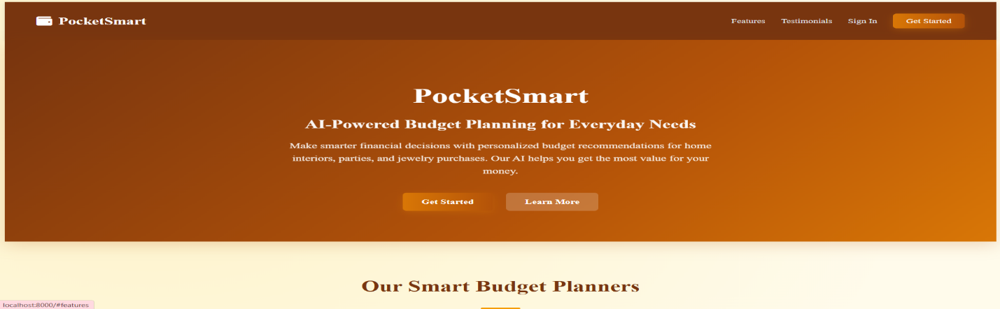 PocketSmart
Features
Testimonials
Sign In
Get Started
PocketSmart
AI-Powered Budget Planning for Everyday Needs
Make smarter financial decisions with personalized budget recommendations for home
interiors, parties, and jewelry purchases. Our AI helps you get the most value for your
money.
Get Started
Learn More
Our Smart Budget Planners
localhost:8000/#features